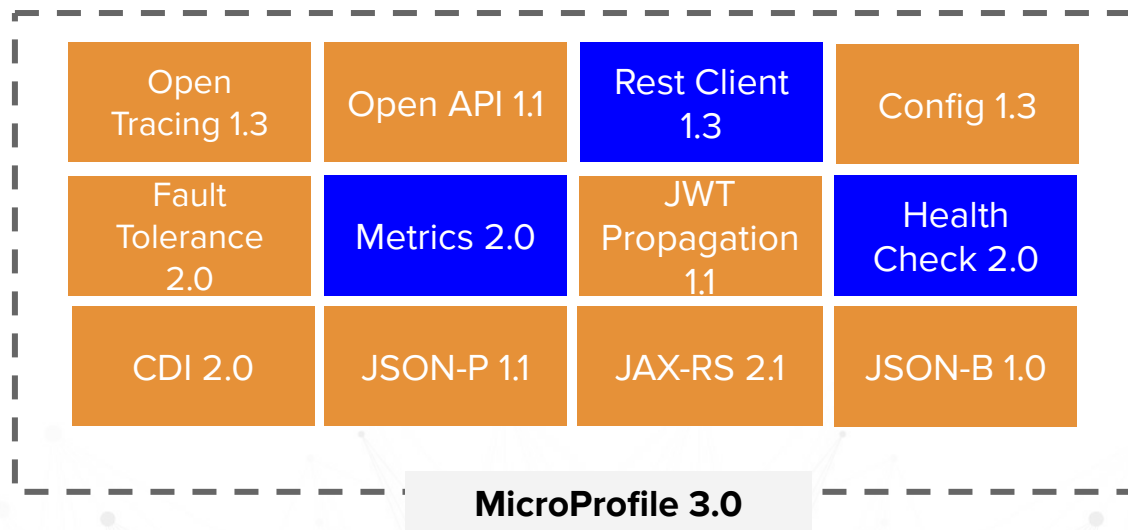 Open
Tracing 1.3
Open API 1.1
Rest Client
1.3
Config 1.3
Fault
Tolerance
2.0
Metrics 2.0
JWT
Propagation
1.1
Health
Check 2.0
CDI 2.0
JSON-P 1.1
JAX-RS 2.1
JSON-B 1.0
MicroProfile 3.0